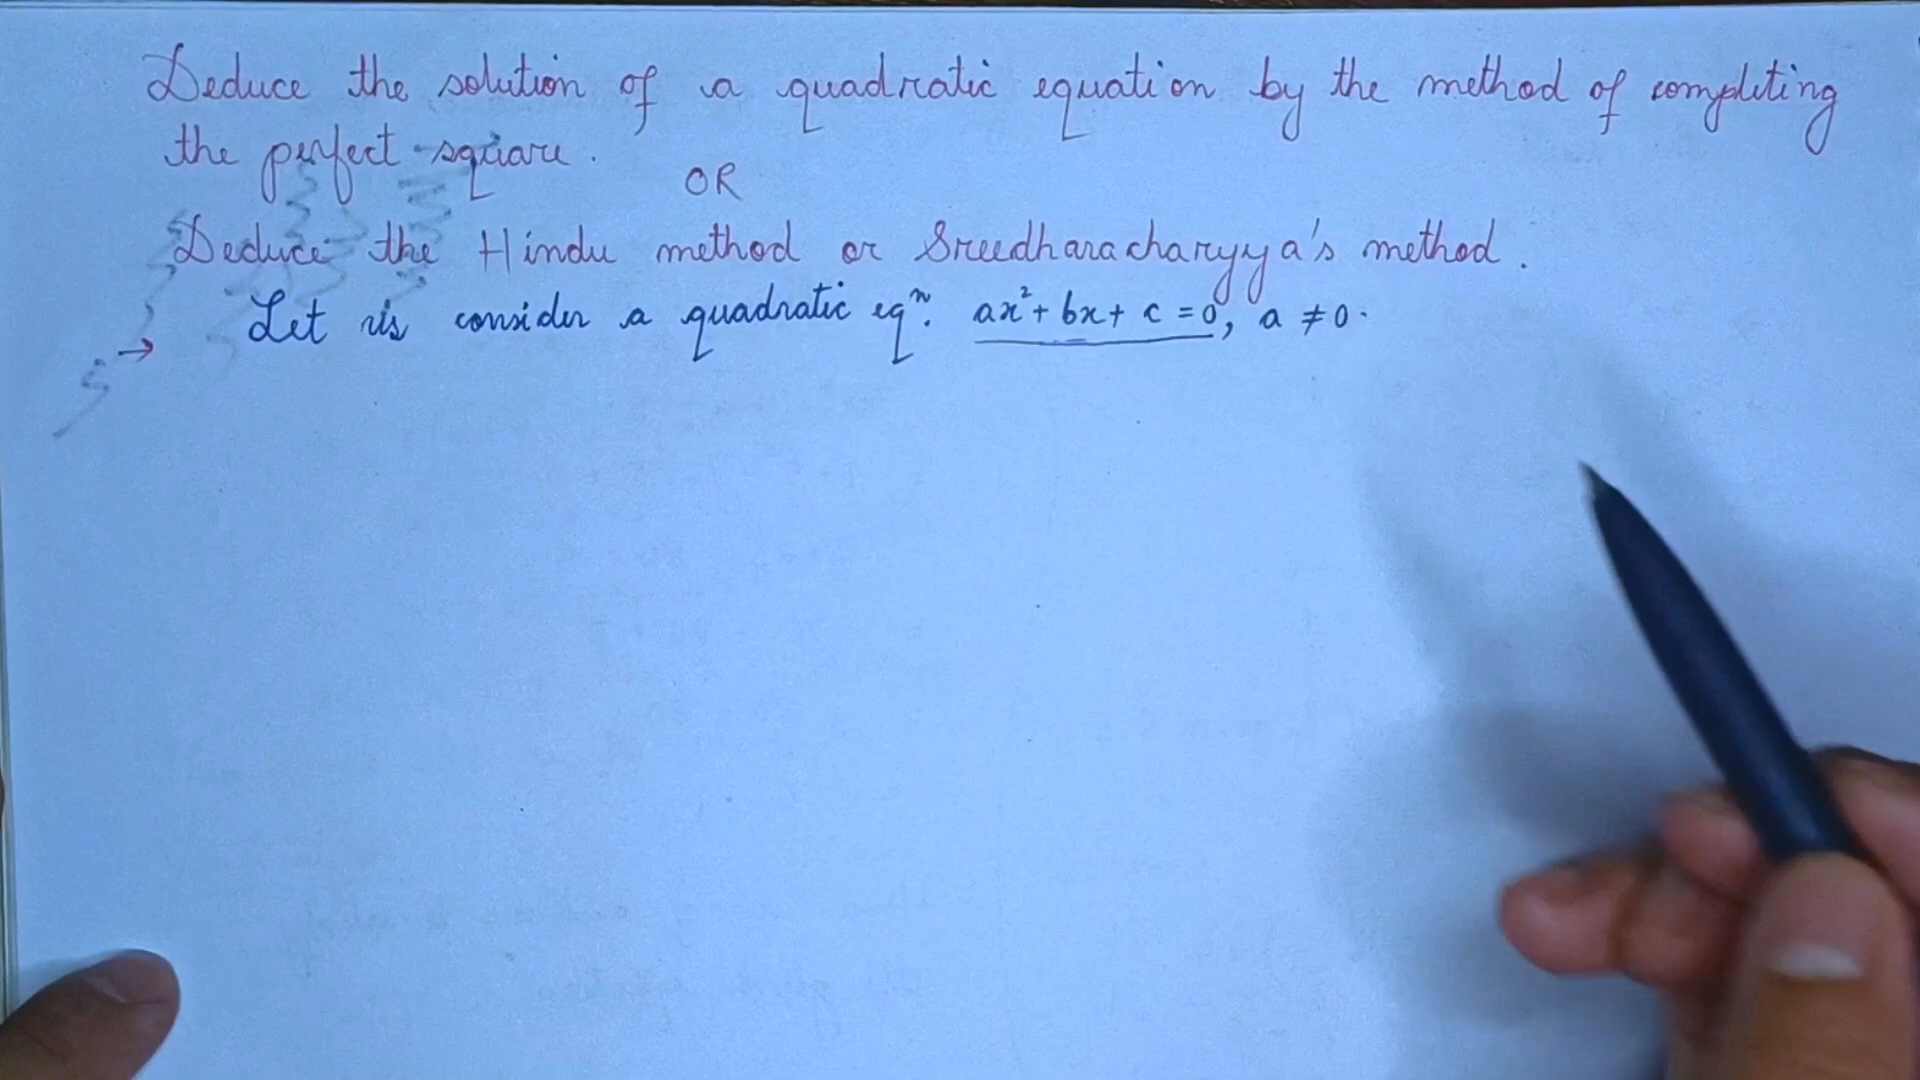 Deduce the solution of a quadratic equation by the method of completing
the perfect square.
OR
Deduce the Hindu method or Sreedharacharyya's method.
→ Let us consider a quadratic eqⁿ. ax²+ bx+ c = 0, a ≠ 0.